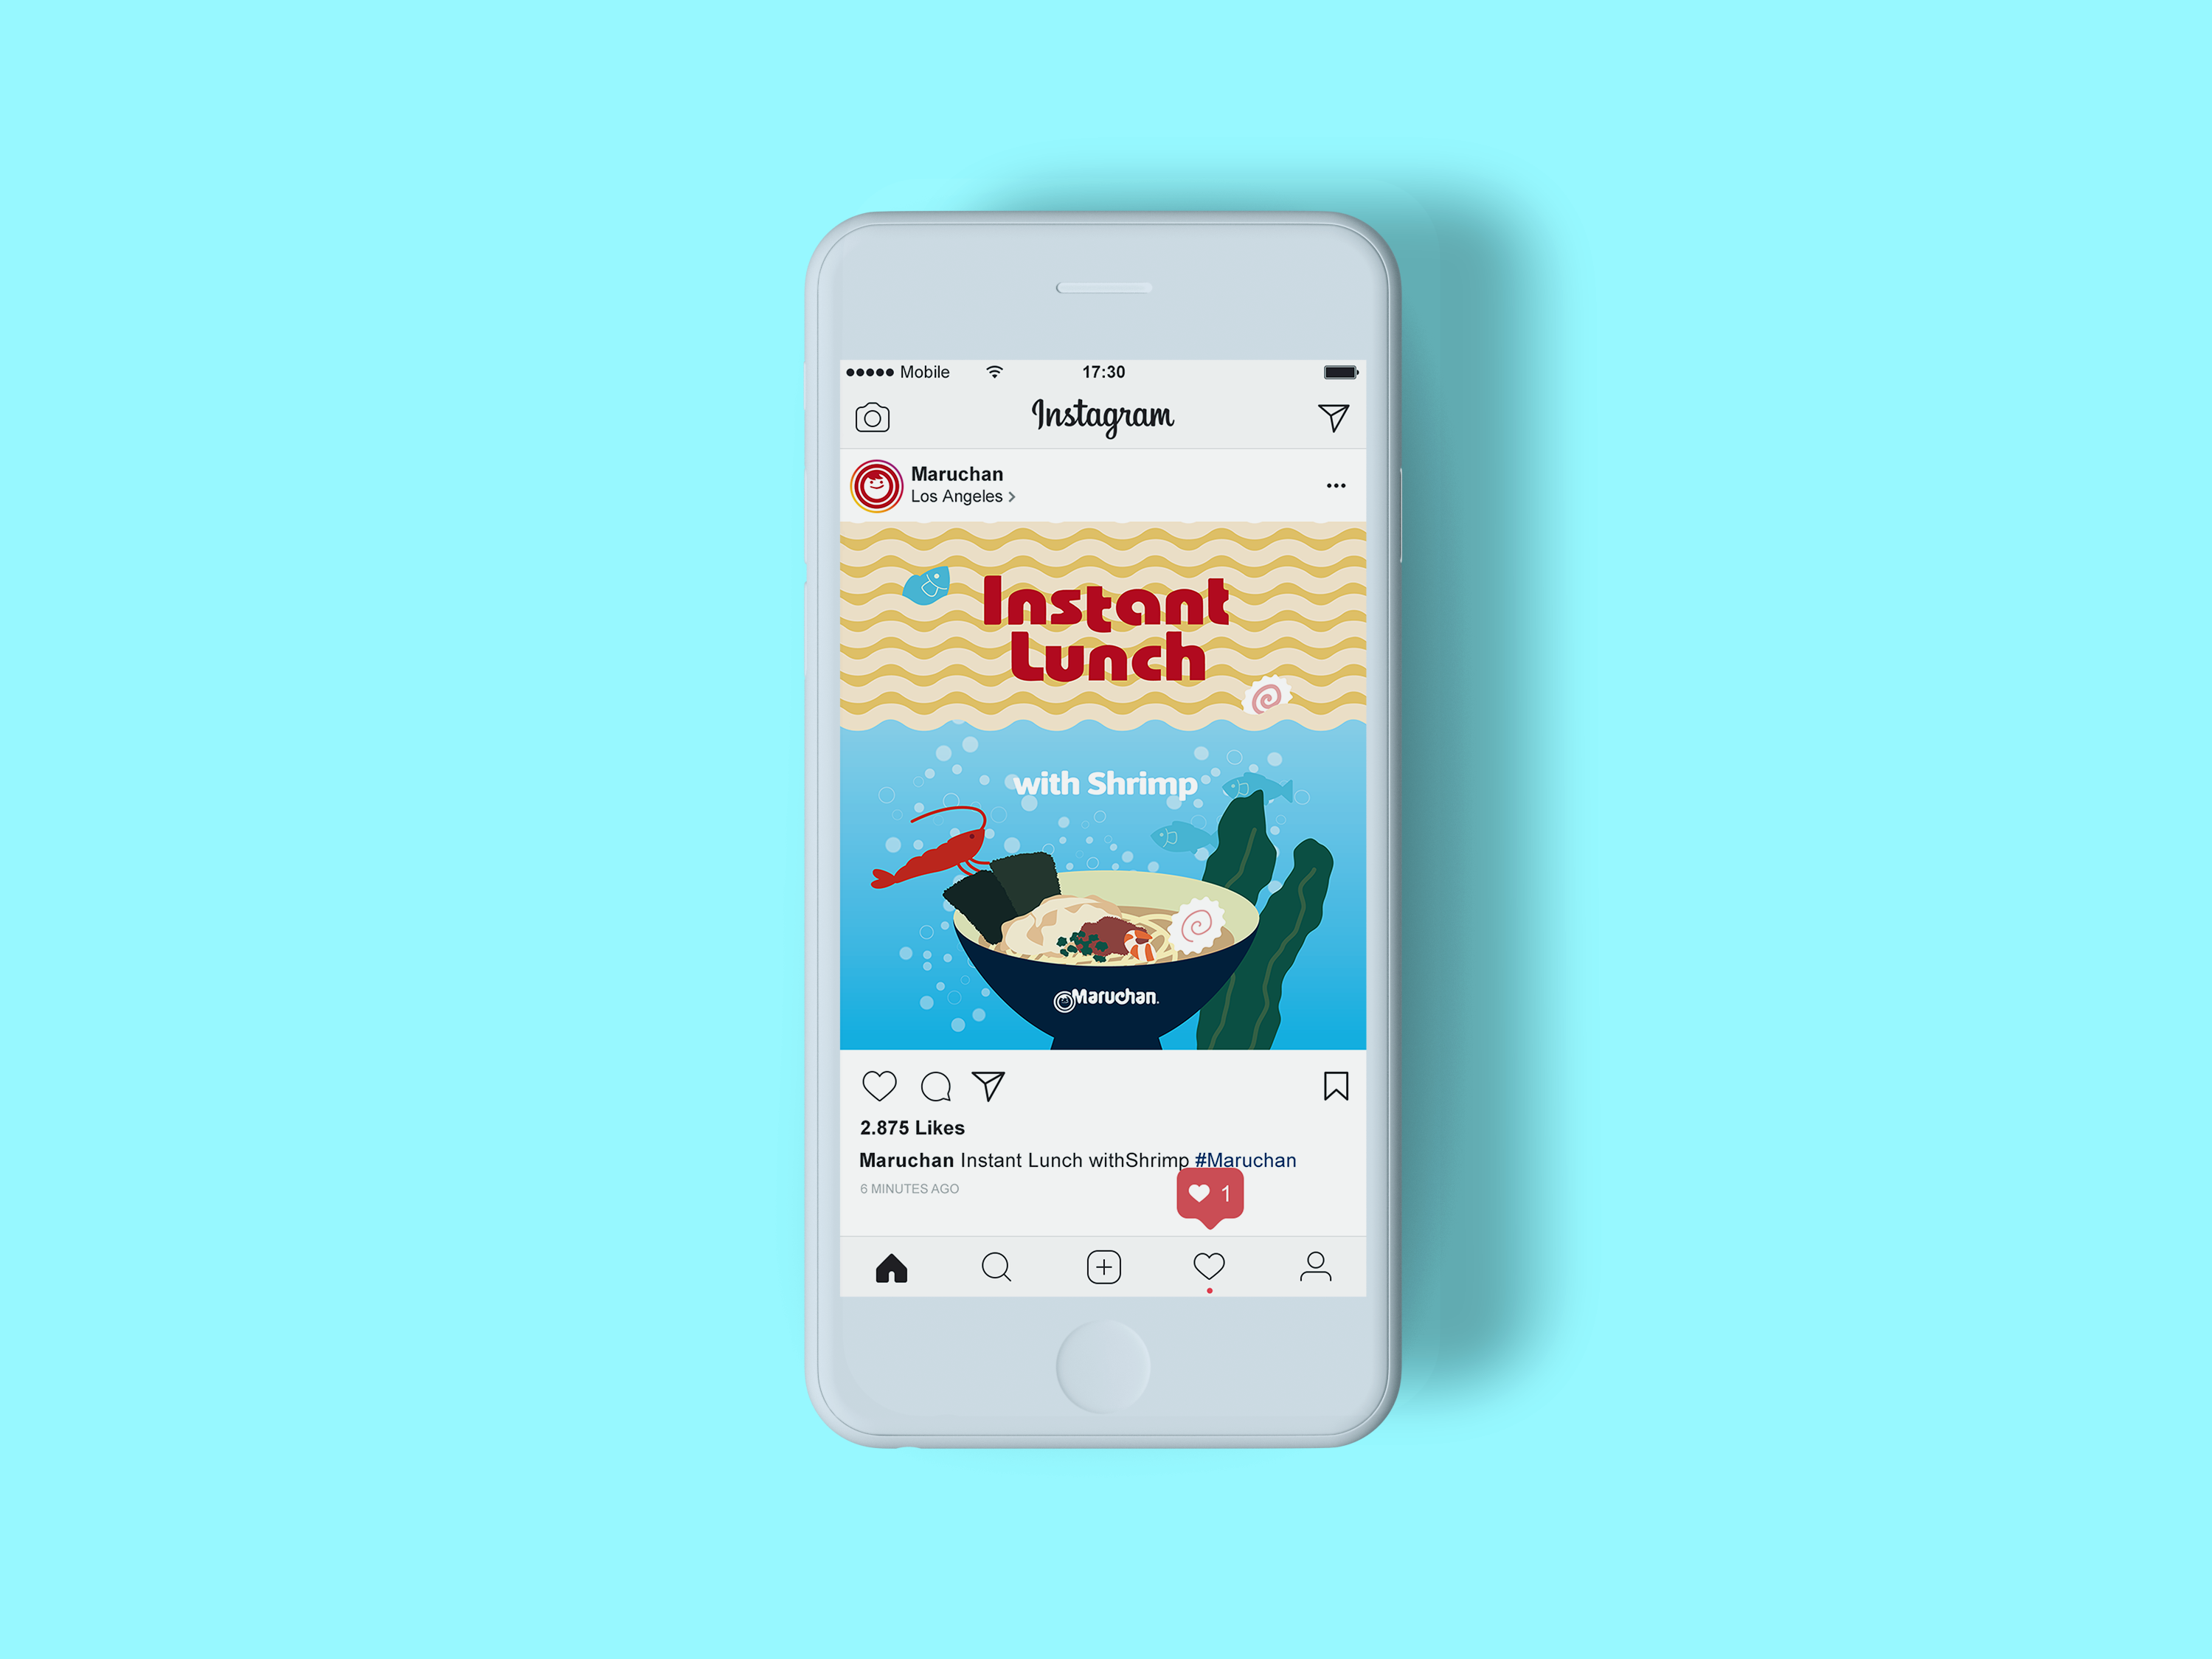 Mobile 17:30
Instagram
Maruchan
Los Angeles >
Instant
Lunch
with Shrimp
Maruchan.
2.875 Likes
Maruchan Instant Lunch withShrimp #Maruchan
6 MINUTES AGO
1